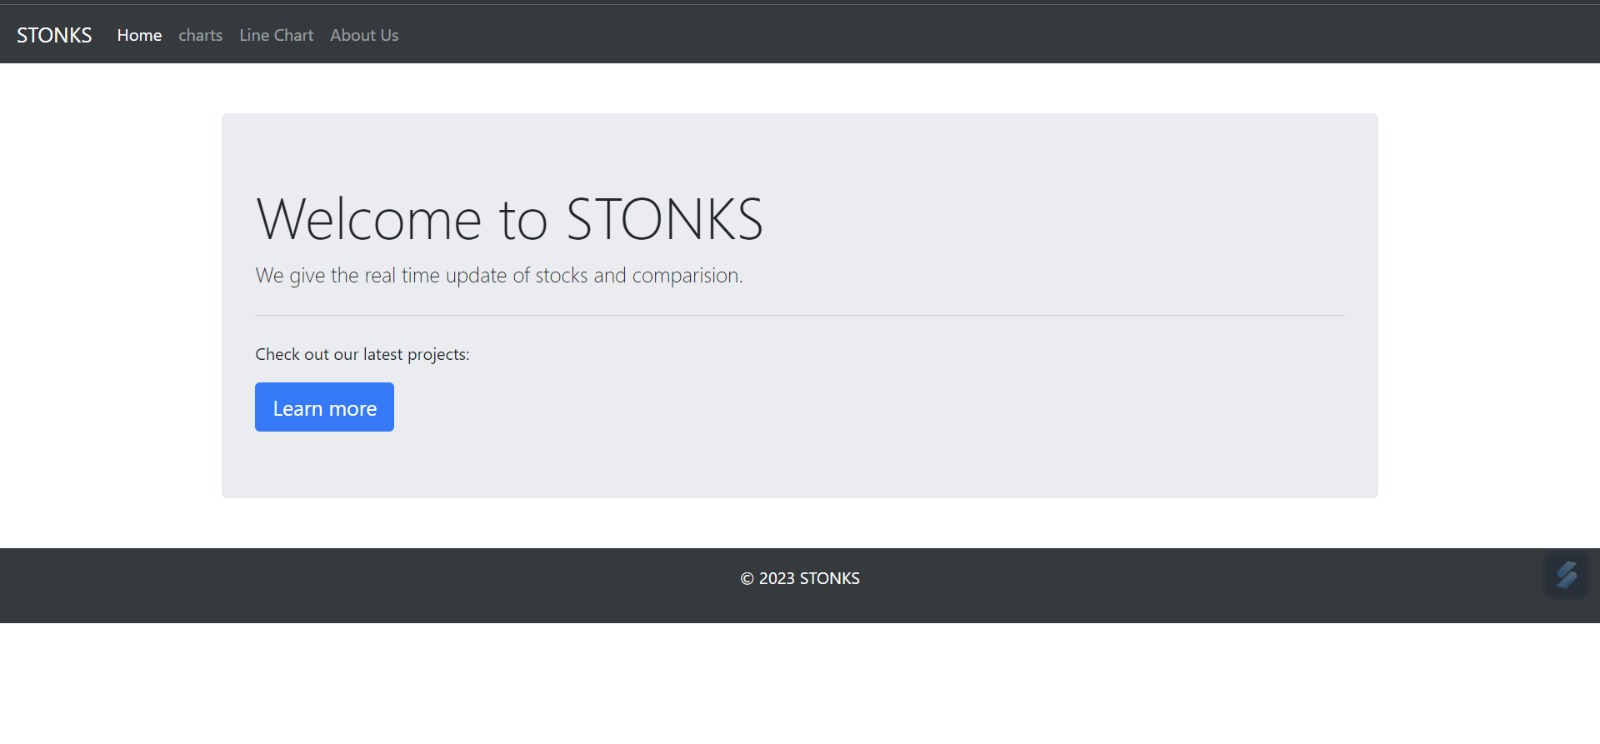 STONKS Home charts Line Chart About Us
Welcome to STONKS
We give the real time update of stocks and comparision.
Check out our latest projects:
Learn more
© 2023 STONKS